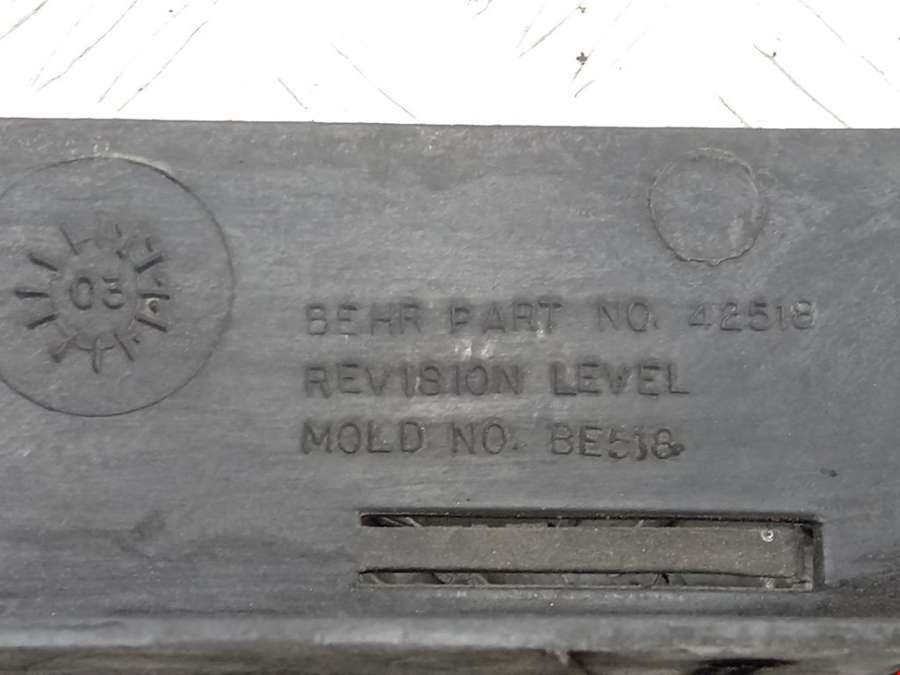 03
BEHR PART NO. 42518
REVISION LEVEL
MOLD NO. BE518